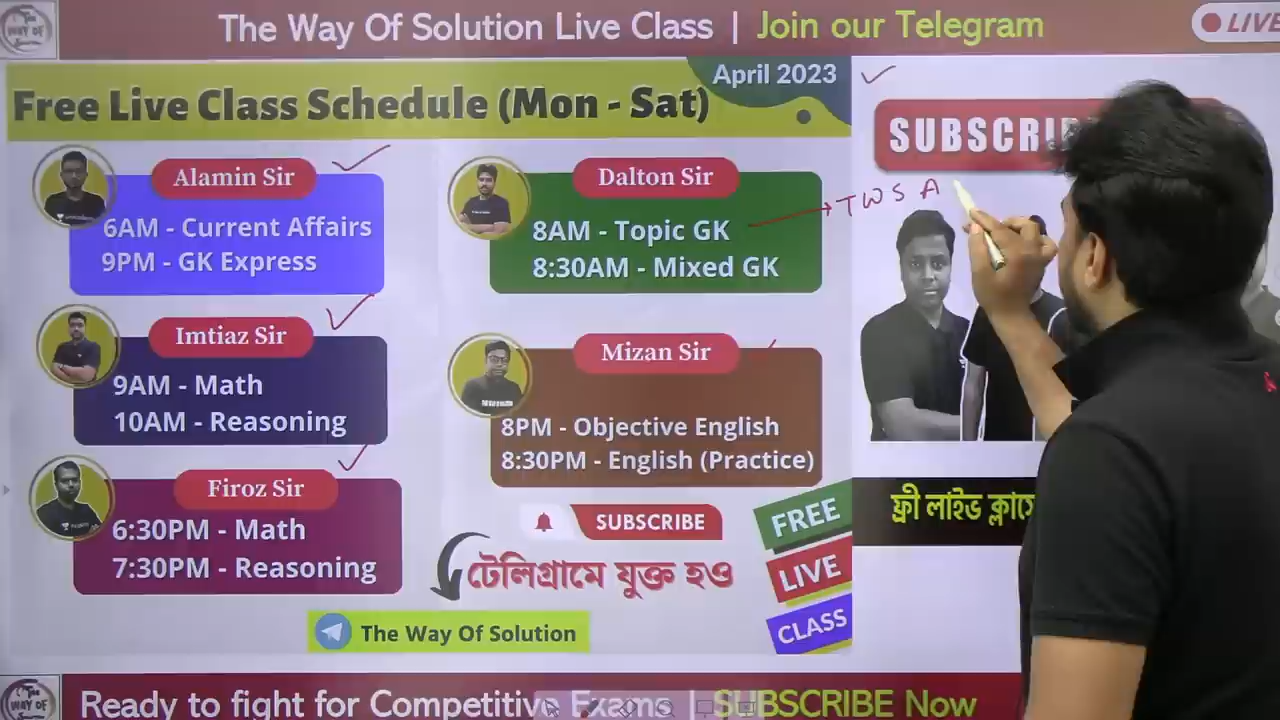 The Way Of Solution Live Class | Join our Telegram
LIVE
April 2023
Free Live Class Schedule (Mon - Sat)
SUBSCRI
Alamin Sir
6AM - Current Affairs
9PM - GK Express
Dalton Sir
8AM - Topic GK
8:30AM - Mixed GK
TWS A
Imtiaz Sir
9AM - Math
10AM - Reasoning
Mizan Sir
8PM - Objective English
8:30PM - English (Practice)
Firoz Sir
6:30PM - Math
7:30PM - Reasoning
SUBSCRIBE
টেলিগ্রামে যুক্ত হও
The Way Of Solution
FREE
LIVE
CLASS
ফ্রী লাইভ
Ready to fight for Competitive Exams | SUBSCRIBE Now